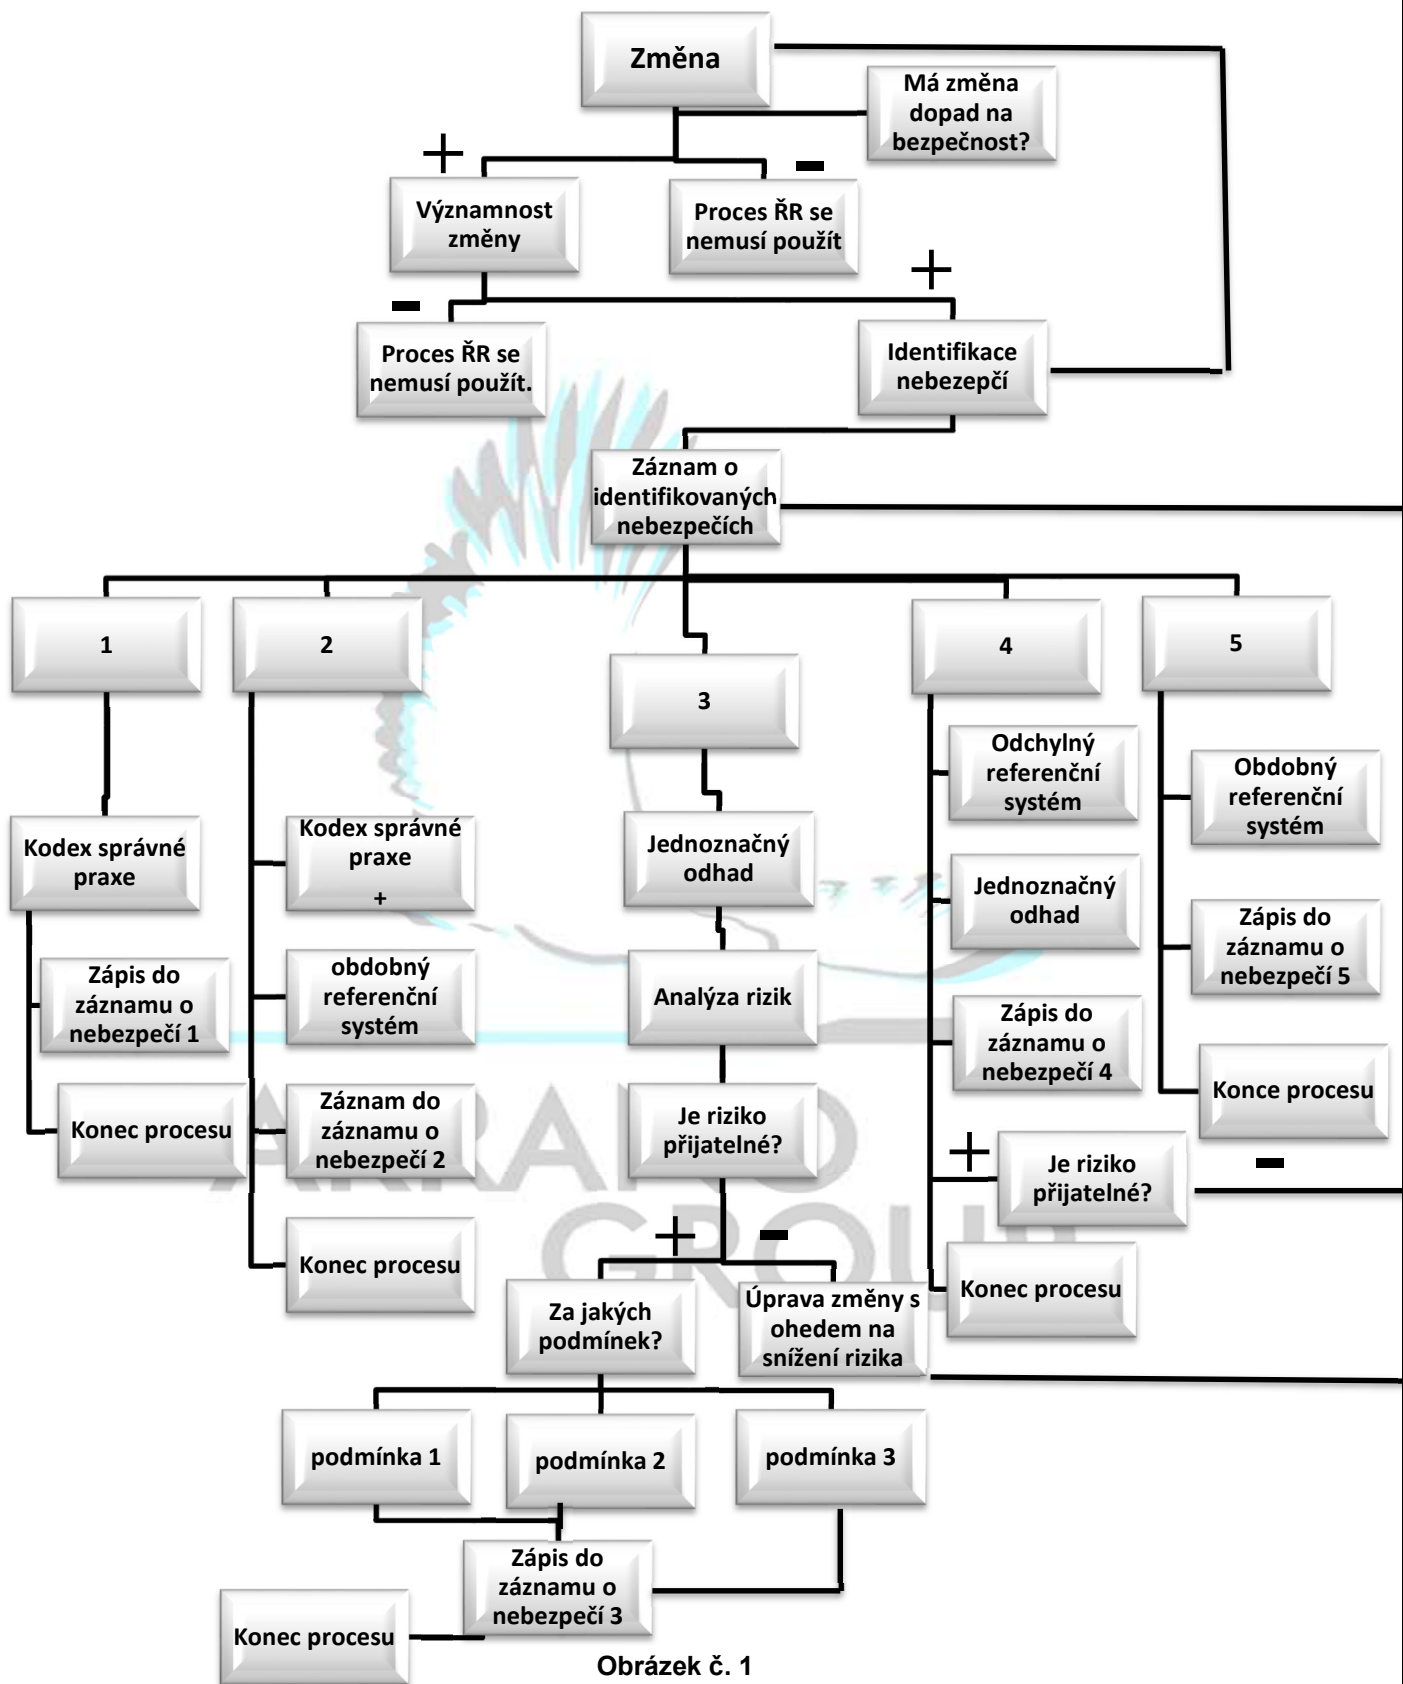 Změna
Má změna
dopad na
bezpečnost?
+
-
Významnost
změny
Proces ŘR se
nemusí použít
+
-
Proces ŘR se
nemusí použít.
Identifikace
nebezepčí
Záznam o
identifikovaných
nebezpečích
1
2
3
4
5
Kodex správné
praxe
Zápis do
záznamu o
nebezpečí 1
Konec procesu
Kodex správné
praxe
+
obdobný
referenční
systém
Záznam do
záznamu o
nebezpečí 2
Konec procesu
Jednoznačný
odhad
Analýza rizik
Je riziko
přijatelné?
+
-
Za jakých
podmínek?
Úprava změny s
ohedem na
snížení rizika
podmínka 1
podmínka 2
podmínka 3
Zápis do
záznamu o
nebezpečí 3
Konec procesu
Odchylný
referenční
systém
Jednoznačný
odhad
Zápis do
záznamu o
nebezpečí 4
+
Je riziko
přijatelné?
-
Konec procesu
Obdobný
referenční
systém
Zápis do
záznamu o
nebezpečí 5
Konce procesu
ARRANO
GROUP
Obrázek č. 1